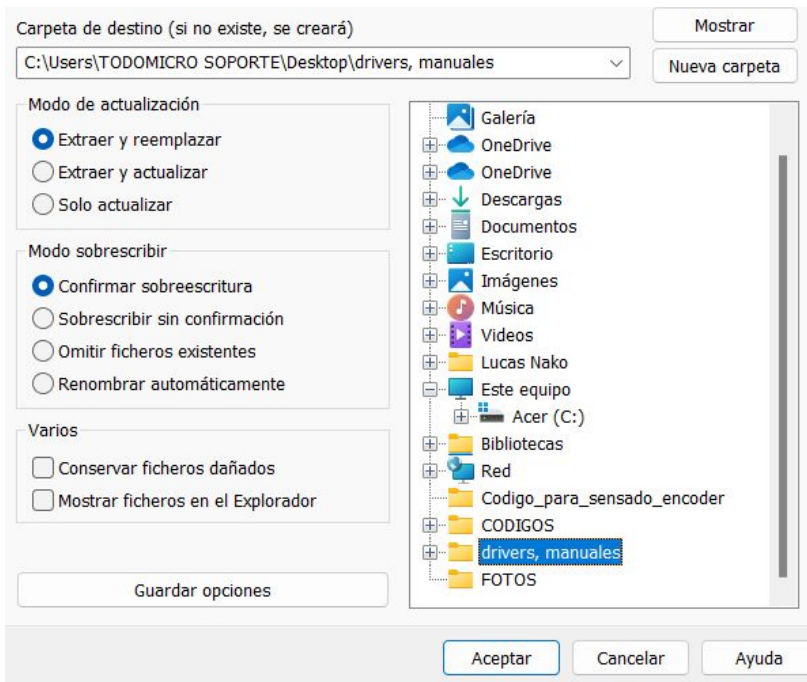 Carpeta de destino (si no existe, se creará)
Mostrar
C:\Users\TODOMICRO SOPORTE\Desktop\drivers, manuales
Nueva carpeta
Modo de actualización
Extraer y reemplazar
Extraer y actualizar
Solo actualizar
Modo sobrescribir
Confirmar sobreescritura
Sobrescribir sin confirmación
Omitir ficheros existentes
Renombrar automáticamente
Varios
Conservar ficheros dañados
Mostrar ficheros en el Explorador
Guardar opciones
Galería
OneDrive
OneDrive
Descargas
Documentos
Escritorio
Imágenes
Música
Videos
Lucas Nako
Este equipo
Acer (C:)
Bibliotecas
Red
Codigo_para_sensado_encoder
CODIGOS
drivers, manuales
FOTOS
Aceptar
Cancelar
Ayuda